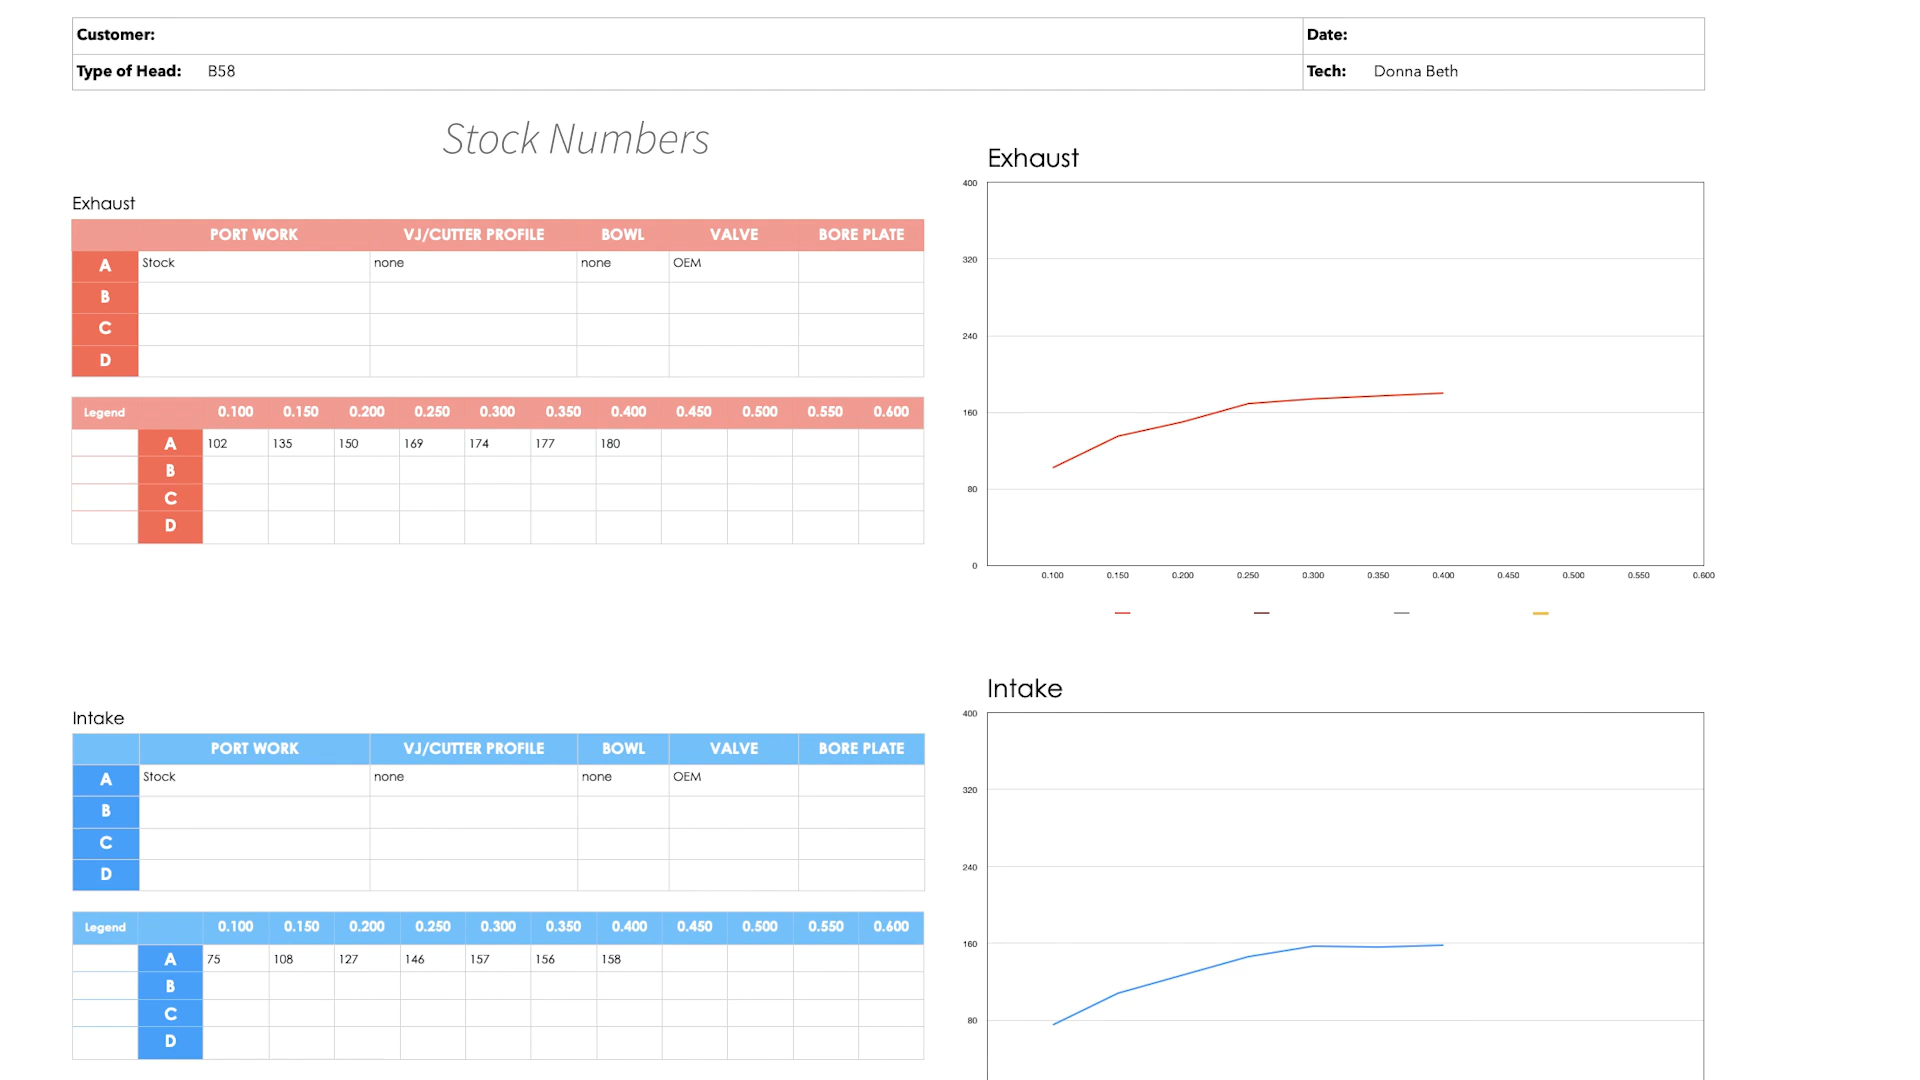 Customer:
Date:
Type of Head: B58
Tech: Donna Beth
Stock Numbers
Exhaust
PORT WORK VJ/CUTTER PROFILE BOWL VALVE BORE PLATE
A Stock none none OEM
B
C
D
Legend 0.100 0.150 0.200 0.250 0.300 0.350 0.400 0.450 0.500 0.550 0.600
A 102 135 150 169 174 177 180
B
C
D
Exhaust
400
320
240
160
80
0
0.100 0.150 0.200 0.250 0.300 0.350 0.400 0.450 0.500 0.550 0.600
Intake
PORT WORK VJ/CUTTER PROFILE BOWL VALVE BORE PLATE
A Stock none none OEM
B
C
D
Legend 0.100 0.150 0.200 0.250 0.300 0.350 0.400 0.450 0.500 0.550 0.600
A 75 108 127 146 157 156 158
B
C
D
Intake
400
320
240
160
80